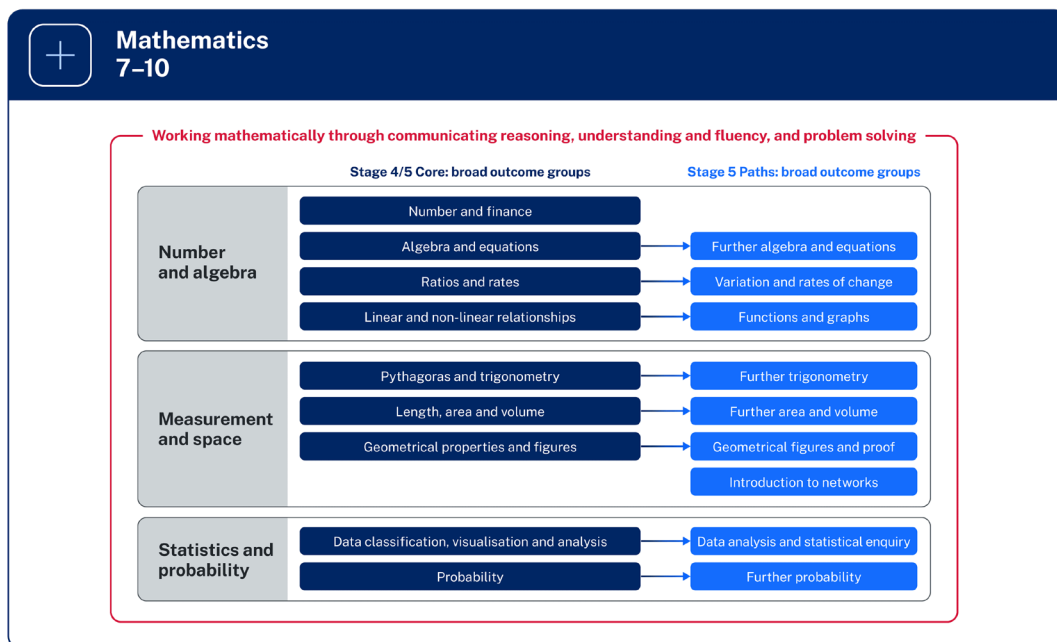 Mathematics
7–10
Working mathematically through communicating reasoning, understanding and fluency, and problem solving
Stage 4/5 Core: broad outcome groups
Stage 5 Paths: broad outcome groups
Number
and algebra
Number and finance
Algebra and equations
Further algebra and equations
Ratios and rates
Variation and rates of change
Linear and non-linear relationships
Functions and graphs
Measurement
and space
Pythagoras and trigonometry
Further trigonometry
Length, area and volume
Further area and volume
Geometrical properties and figures
Geometrical figures and proof
Introduction to networks
Statistics and
probability
Data classification, visualisation and analysis
Data analysis and statistical enquiry
Probability
Further probability